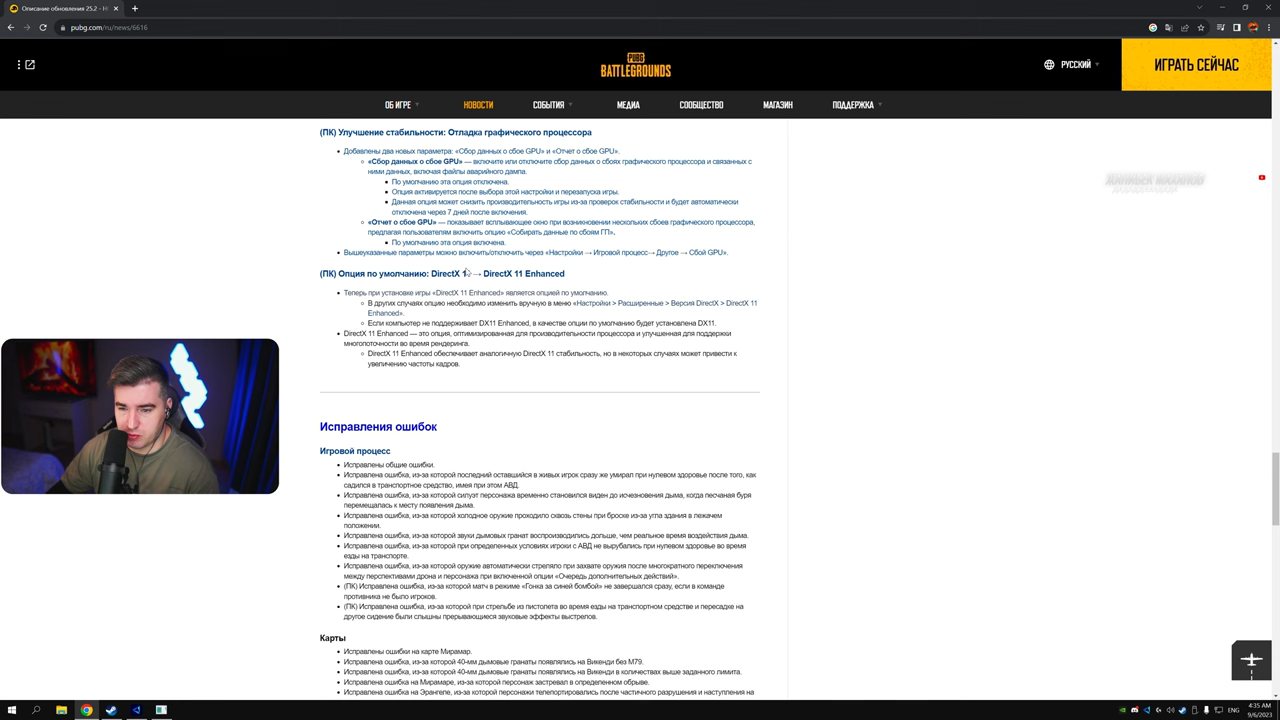 Описание обновления 25.2 - H
pubg.com/ru/news/6616
PUBG
BATTLEGROUNDS
РУССКИЙ
ИГРАТЬ СЕЙЧАС
ОБ ИГРЕ
НОВОСТИ
СОБЫТИЯ
МЕДИА
СООБЩЕСТВО
МАГАЗИН
ПОДДЕРЖКА
(ПК) Улучшение стабильности: Отладка графического процессора
Добавлены два новых параметра: «Сбор данных о сбое GPU» и «Отчет о сбое GPU».
«Сбор данных о сбое GPU» — включите или отключите сбор данных о сбоях графического процессора и связанных с
ними данных, включая файлы аварийного дампа.
По умолчанию эта опция отключена.
Опция активируется после выбора этой настройки и перезапуска игры.
Данная опция может снизить производительность игры из-за проверок стабильности и будет автоматически
отключена через 7 дней после включения.
«Отчет о сбое GPU» — показывает всплывающее окно при возникновении нескольких сбоев графического процессора,
предлагая пользователям включить опцию «Собирать данные по сбоям ГП».
По умолчанию эта опция включена.
Вышеуказанные параметры можно включить/отключить через «Настройки → Игровой процесс→ Другое → Сбой GPU».
(ПК) Опция по умолчанию: DirectX 1 → DirectX 11 Enhanced
Теперь при установке игры «DirectX 11 Enhanced» является опцией по умолчанию.
В других случаях опцию необходимо изменить вручную в меню «Настройки > Расширенные > Версия DirectX > DirectX 11
Enhanced».
Если компьютер не поддерживает DX11 Enhanced, в качестве опции по умолчанию будет установлена DX11.
DirectX 11 Enhanced — это опция, оптимизированная для производительности процессора и улучшенная для поддержки
многопоточности во время рендеринга.
DirectX 11 Enhanced обеспечивает аналогичную DirectX 11 стабильность, но в некоторых случаях может привести к
увеличению частоты кадров.
Исправления ошибок
Игровой процесс
Исправлены общие ошибки.
Исправлена ошибка, из-за которой последний оставшийся в живых игрок сразу же умирал при нулевом здоровье после того, как
садился в транспортное средство, имея при этом АВД.
Исправлена ошибка, из-за которой силуэт персонажа временно становился виден до исчезновения дыма, когда песчаная буря
перемещалась к месту появления дыма.
Исправлена ошибка, из-за которой холодное оружие проходило сквозь стены при броске из-за угла здания в лежачем
положении.
Исправлена ошибка, из-за которой звуки дымовых гранат воспроизводились дольше, чем реальное время воздействия дыма.
Исправлена ошибка, из-за которой при определенных условиях игроки с АВД не вырубались при нулевом здоровье во время
езды на транспорте.
Исправлена ошибка, из-за которой оружие автоматически стреляло при захвате оружия после многократного переключения
между перспективами дрона и персонажа при включенной опции «Очередь дополнительных действий».
(ПК) Исправлена ошибка, из-за которой матч в режиме «Гонка за синей бомбой» не завершался сразу, если в команде
противника не было игроков.
(ПК) Исправлена ошибка, из-за которой при стрельбе из пистолета во время езды на транспортном средстве и пересадке на
другое сидение были слышны прерывающиеся звуковые эффекты выстрелов.
Карты
Исправлены ошибки на карте Мирамар.
Исправлена ошибка, из-за которой 40-мм дымовые гранаты появлялись на Викенди без M79.
Исправлена ошибка, из-за которой 40-мм дымовые гранаты появлялись на Викенди в количествах выше заданного лимита.
Исправлена ошибка на Мирамаре, из-за которой персонаж застревал в определенном обрыве.
Исправлена ошибка на Эрангеле, из-за которой персонажи телепортировались после частичного разрушения и наступления на
ENG
4:35 AM
9/6/2023